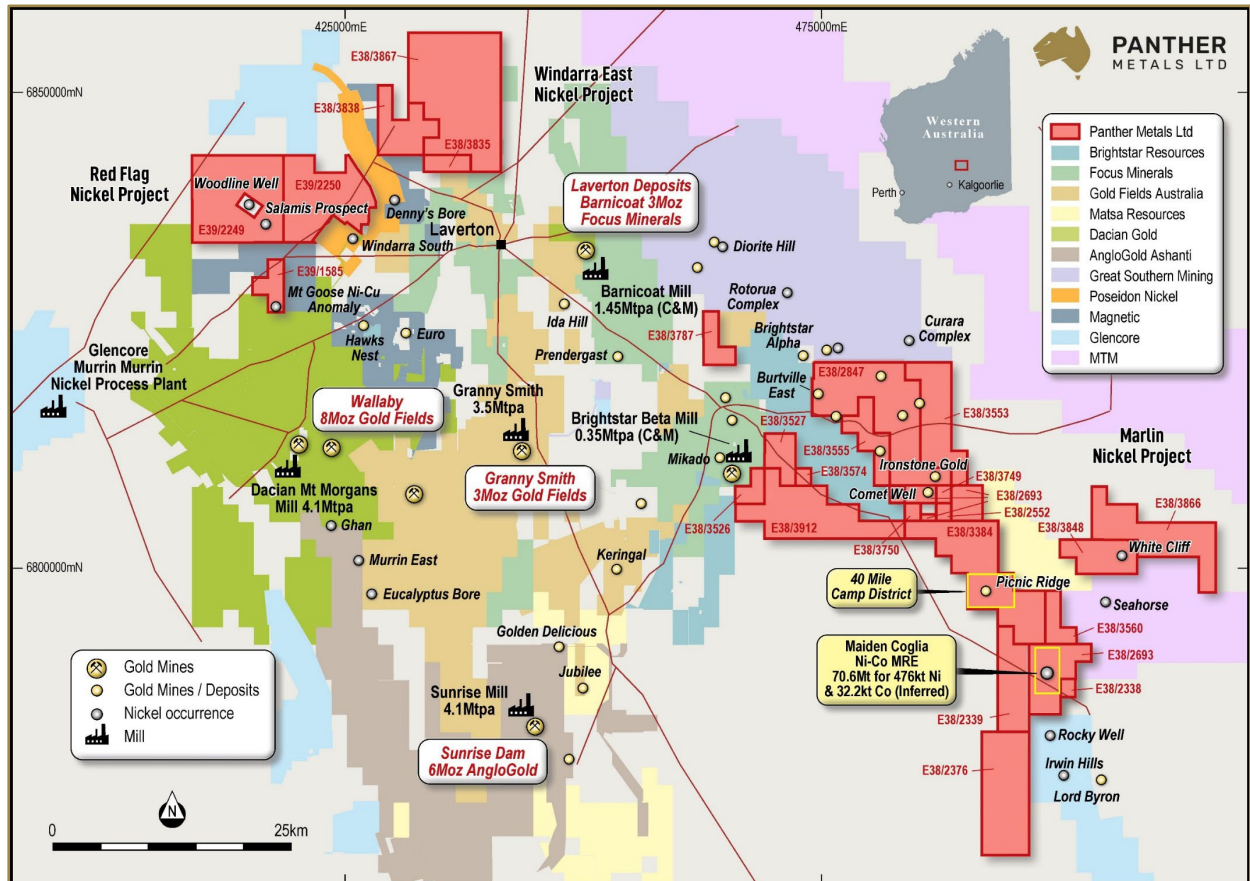 425000mE
475000mE
6850000mN
6800000mN
PANTHER
METALS LTD
Western
Australia
Perth
Kalgoorlie
Panther Metals Ltd
Brightstar Resources
Focus Minerals
Gold Fields Australia
Matsa Resources
Dacian Gold
AngloGold Ashanti
Great Southern Mining
Poseidon Nickel
Magnetic
Glencore
MTM
E38/3867
E38/3838
E38/3835
Windarra East
Nickel Project
Red Flag
Nickel Project
Woodline Well
E39/2250
Salamis Prospect
E39/2249
Denny's Bore
Laverton
Windarra South
E39/1585
Mt Goose Ni-Cu
Anomaly
Laverton Deposits
Barnicoat 3Moz
Focus Minerals
Barnicoat Mill
1.45Mtpa (C&M)
Diorite Hill
Rotorua
Complex
Ida Hill
Prendergast
E38/3787
Brightstar
Alpha
Curara
Complex
Hawks
Nest
Euro
Glencore
Murrin Murrin
Nickel Process Plant
Wallaby
8Moz Gold Fields
Granny Smith
3.5Mtpa
Granny Smith
3Moz Gold Fields
Brightstar Beta Mill
0.35Mtpa (C&M)
Mikado
Burtville
East
E38/2847
E38/3553
E38/3527
E38/3555
E38/3574
Ironstone Gold
E38/3749
Comet Well
E38/2693
E38/2552
E38/3526
E38/3912
E38/3750
E38/3384
Marlin
Nickel Project
E38/3866
E38/3848
White Cliff
Dacian Mt Morgans
Mill 4.1Mtpa
Ghan
Murrin East
Eucalyptus Bore
Keringal
40 Mile
Camp District
Picnic Ridge
Seahorse
E38/3560
E38/2693
E38/2338
Maiden Coglia
Ni-Co MRE
70.6Mt for 476kt Ni
& 32.2kt Co (Inferred)
E38/2339
E38/2376
Rocky Well
Irwin Hills
Lord Byron
Golden Delicious
Jubilee
Sunrise Mill
4.1Mtpa
Sunrise Dam
6Moz AngloGold
Gold Mines
Gold Mines / Deposits
Nickel occurrence
Mill
N
0
25km